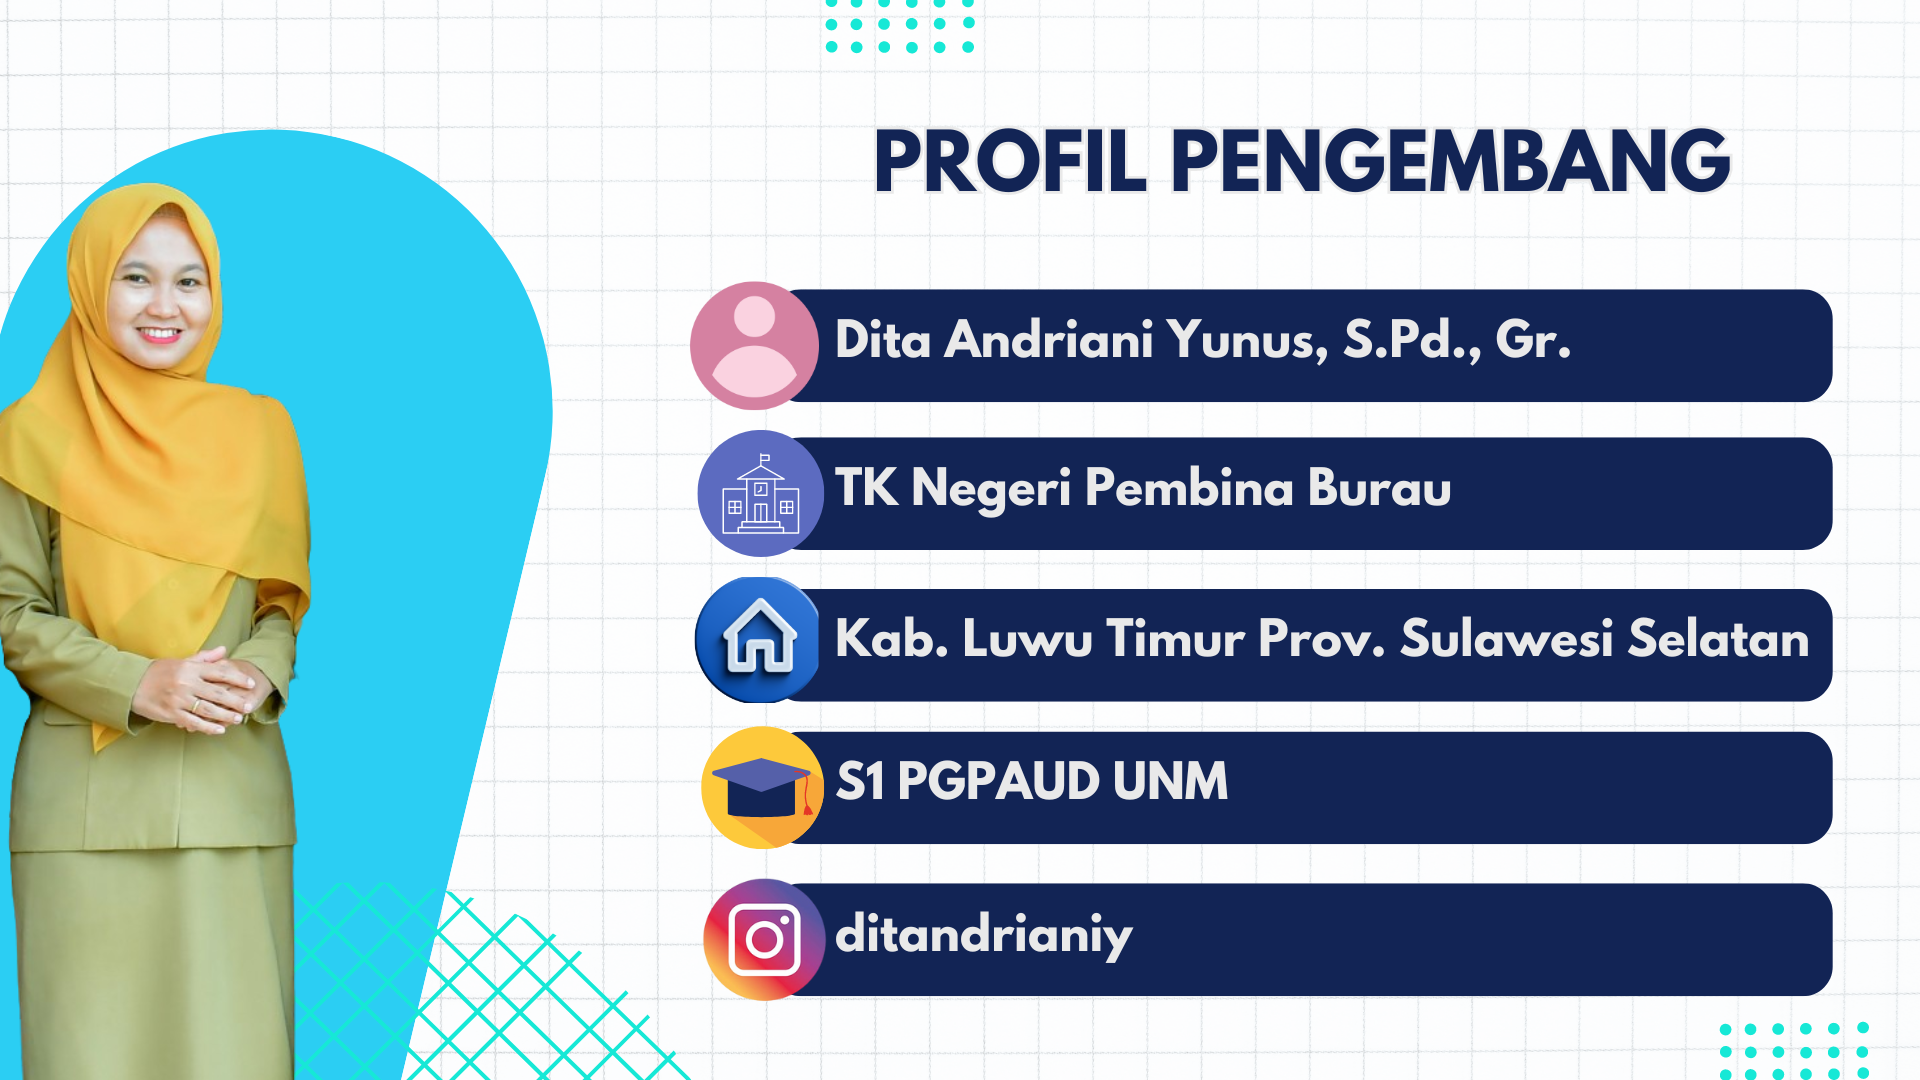 PROFIL PENGEMBANG
Dita Andriani Yunus, S.Pd., Gr.
TK Negeri Pembina Burau
Kab. Luwu Timur Prov. Sulawesi Selatan
S1 PGPAUD UNM
ditandrianiy